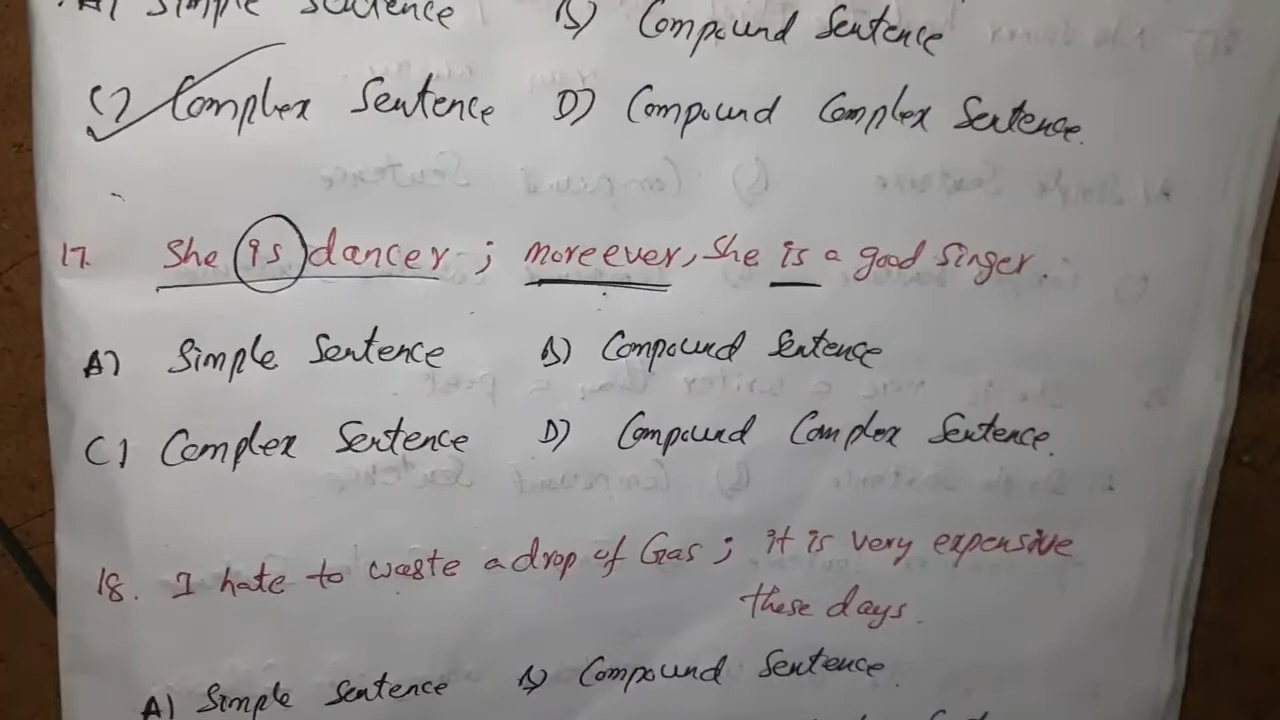 A) Simple Sentence B) Compound Sentence
C) Complex Sentence D) Compound Complex Sentence.
17. She is dancer ; moreever, She is a good Singer.
A) Simple Sentence B) Compound Sentence
C) Complex Sentence D) Compound Complex Sentence.
18. I hate to waste a drop of Gas ; it is very expensive
these days.
A) Simple Sentence B) Compound Sentence.